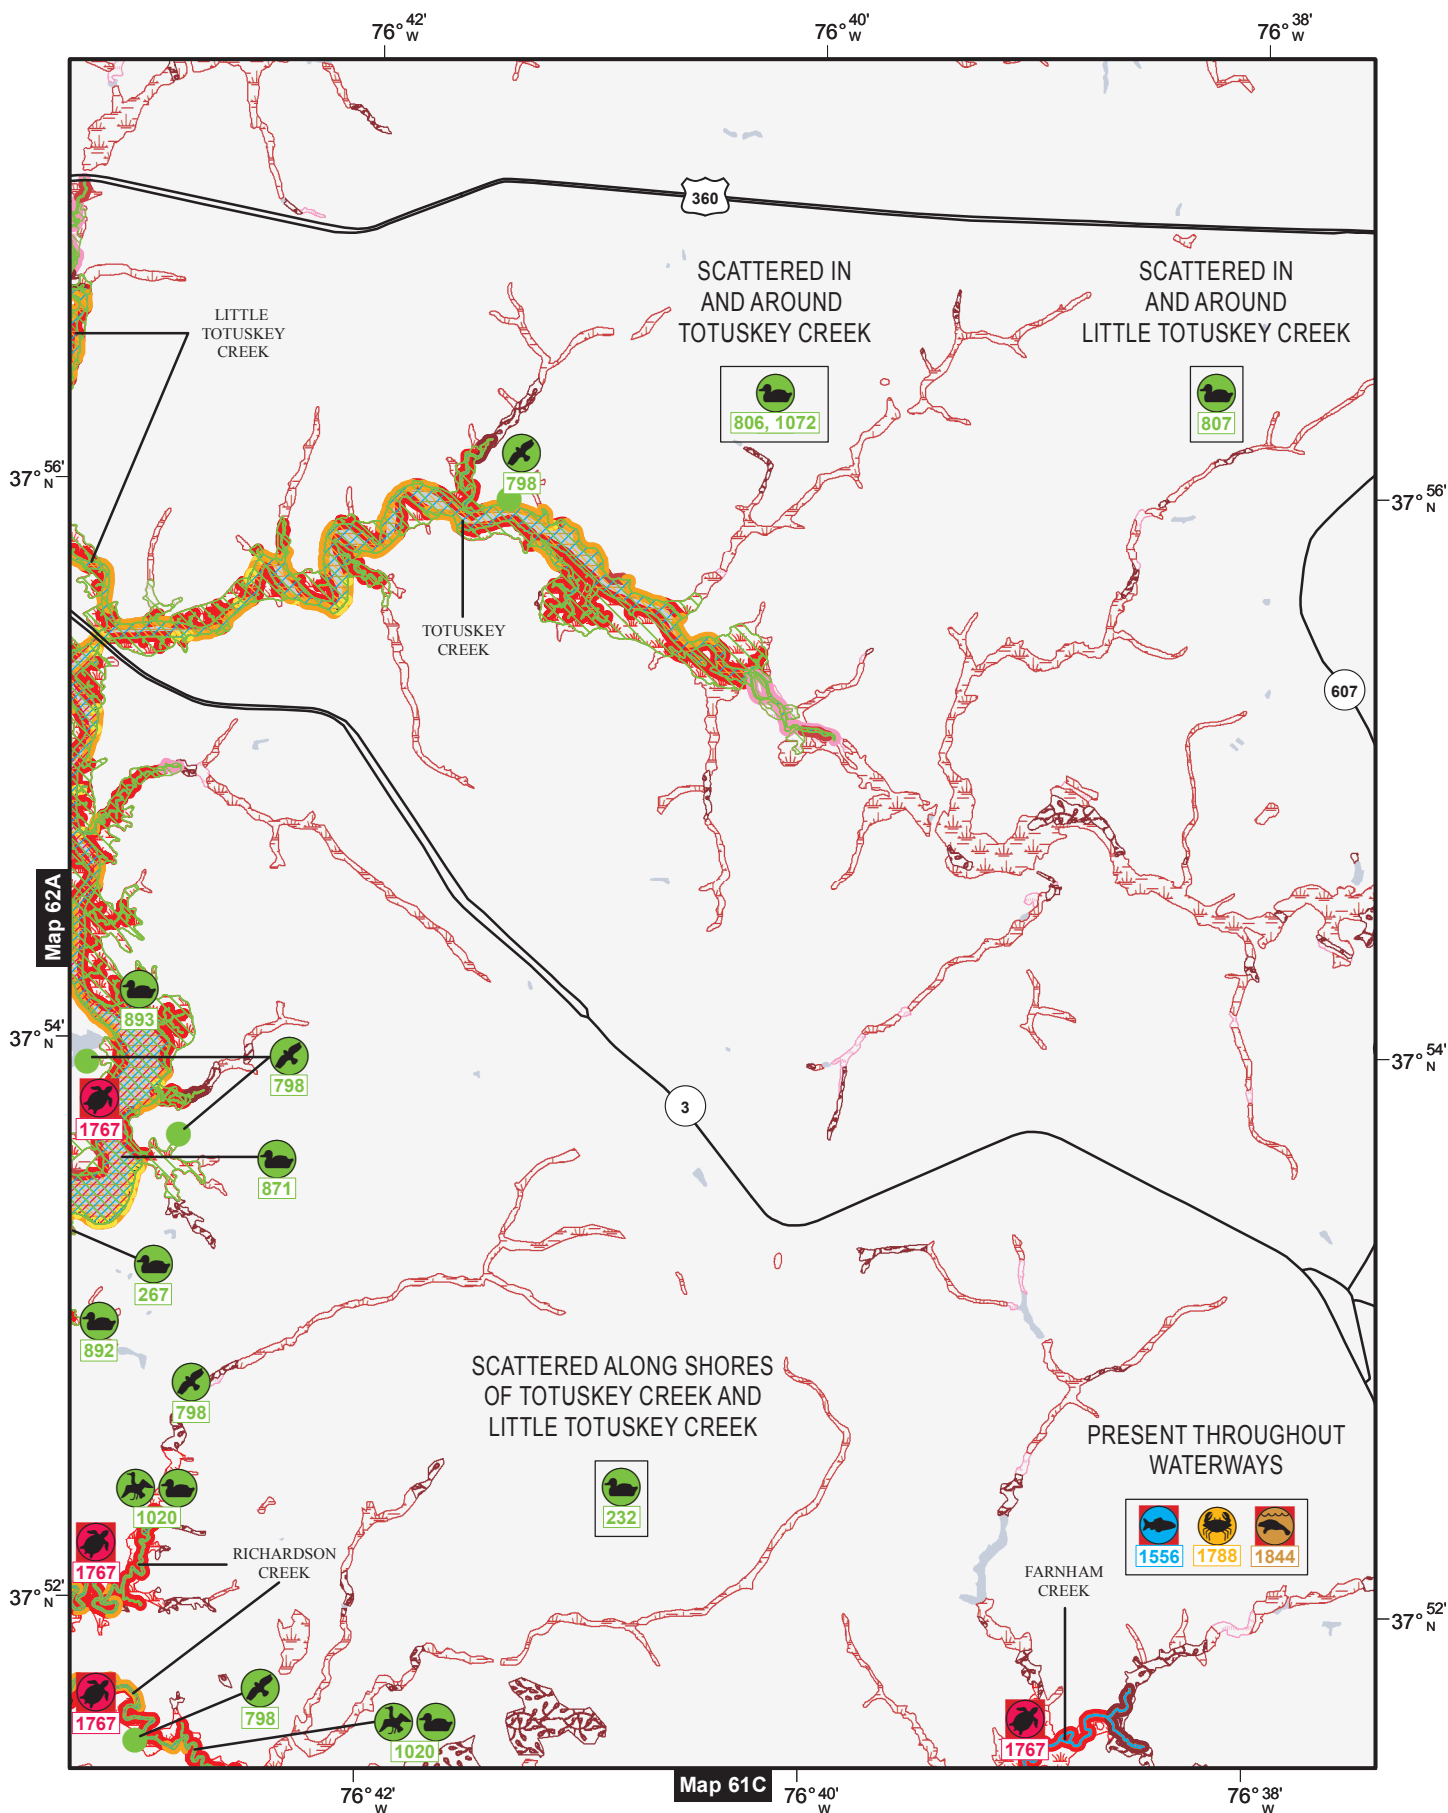 76° 42' W
76° 40' W
76° 38' W
360
SCATTERED IN
AND AROUND
TOTUSKEY CREEK
806, 1072
SCATTERED IN
AND AROUND
LITTLE TOTUSKEY CREEK
807
LITTLE
TOTUSKEY
CREEK
798
37° 56' N
37° 56' N
TOTUSKEY
CREEK
607
Map 62A
893
37° 54' N
37° 54' N
798
1767
3
871
267
892
SCATTERED ALONG SHORES
OF TOTUSKEY CREEK AND
LITTLE TOTUSKEY CREEK
232
798
PRESENT THROUGHOUT
WATERWAYS
1556
1788
1844
1020
1767
RICHARDSON
CREEK
FARNHAM
CREEK
37° 52' N
37° 52' N
1767
798
1020
1767
Map 61C
76° 42' W
76° 40' W
76° 38' W